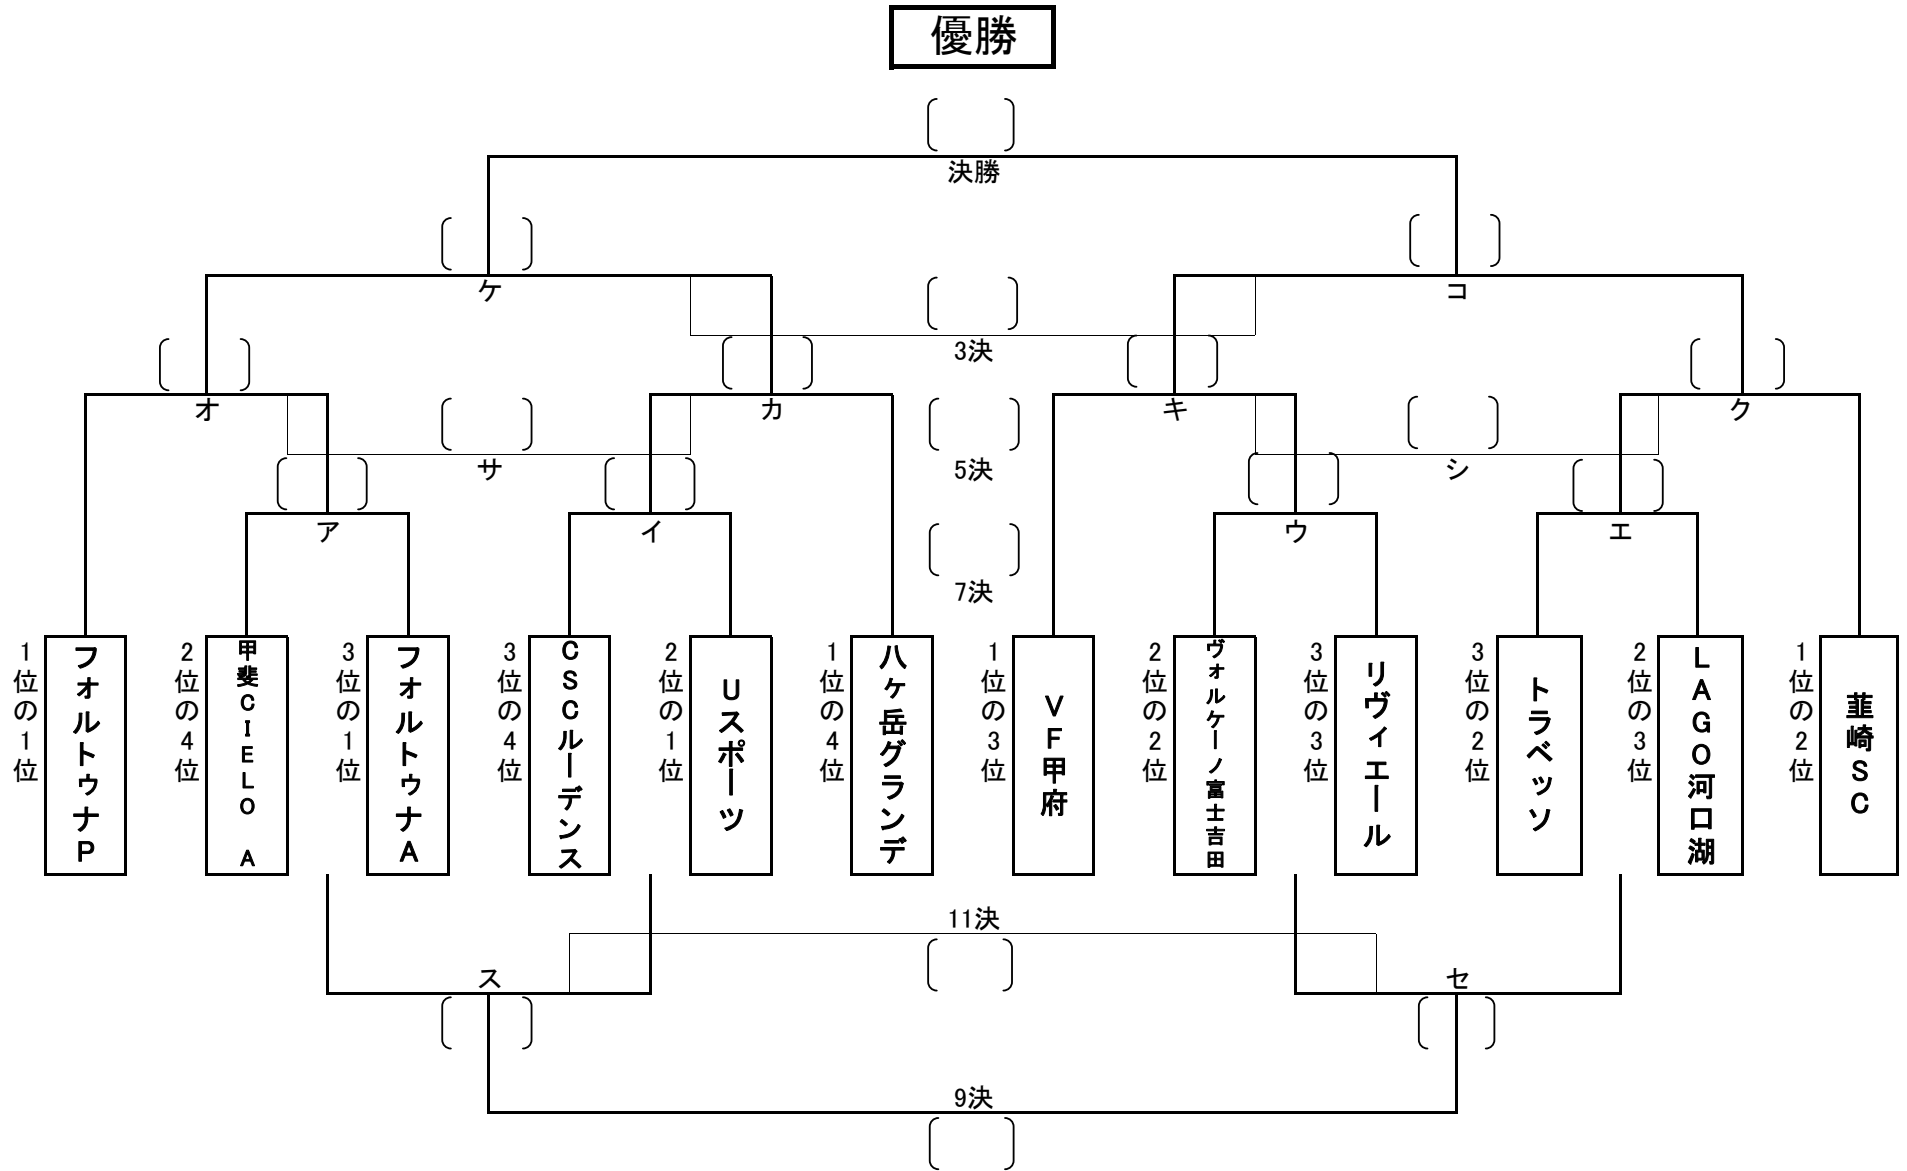 優勝
決勝
ケ
コ
3決
オ
カ
キ
ク
サ
5決
シ
ア
イ
ウ
エ
7決
1位の1位
フォルトゥナP
2位の4位
甲斐CIELO A
3位の1位
フォルトゥナA
3位の4位
CSCルーデンス
2位の1位
Uスポーツ
1位の4位
八ヶ岳グランデ
1位の3位
VF甲府
2位の2位
ヴォルケーノ富士吉田
3位の3位
リヴィエール
3位の2位
トラベッソ
2位の3位
LAGO河口湖
1位の2位
韮崎SC
11決
ス
セ
9決